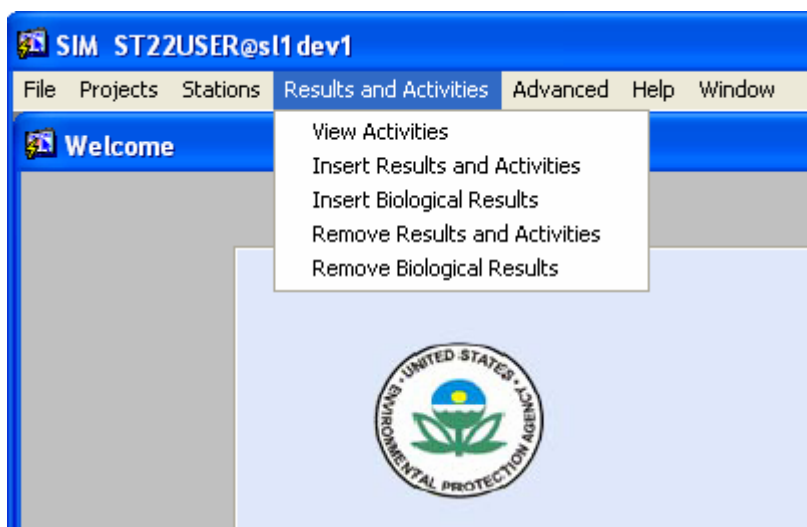 SIM ST22USER@sl1dev1
File Projects Stations Results and Activities Advanced Help Window
Welcome
View Activities
Insert Results and Activities
Insert Biological Results
Remove Results and Activities
Remove Biological Results
UNITED STATES
ENVIRONMENTAL PROTECTION AGENCY